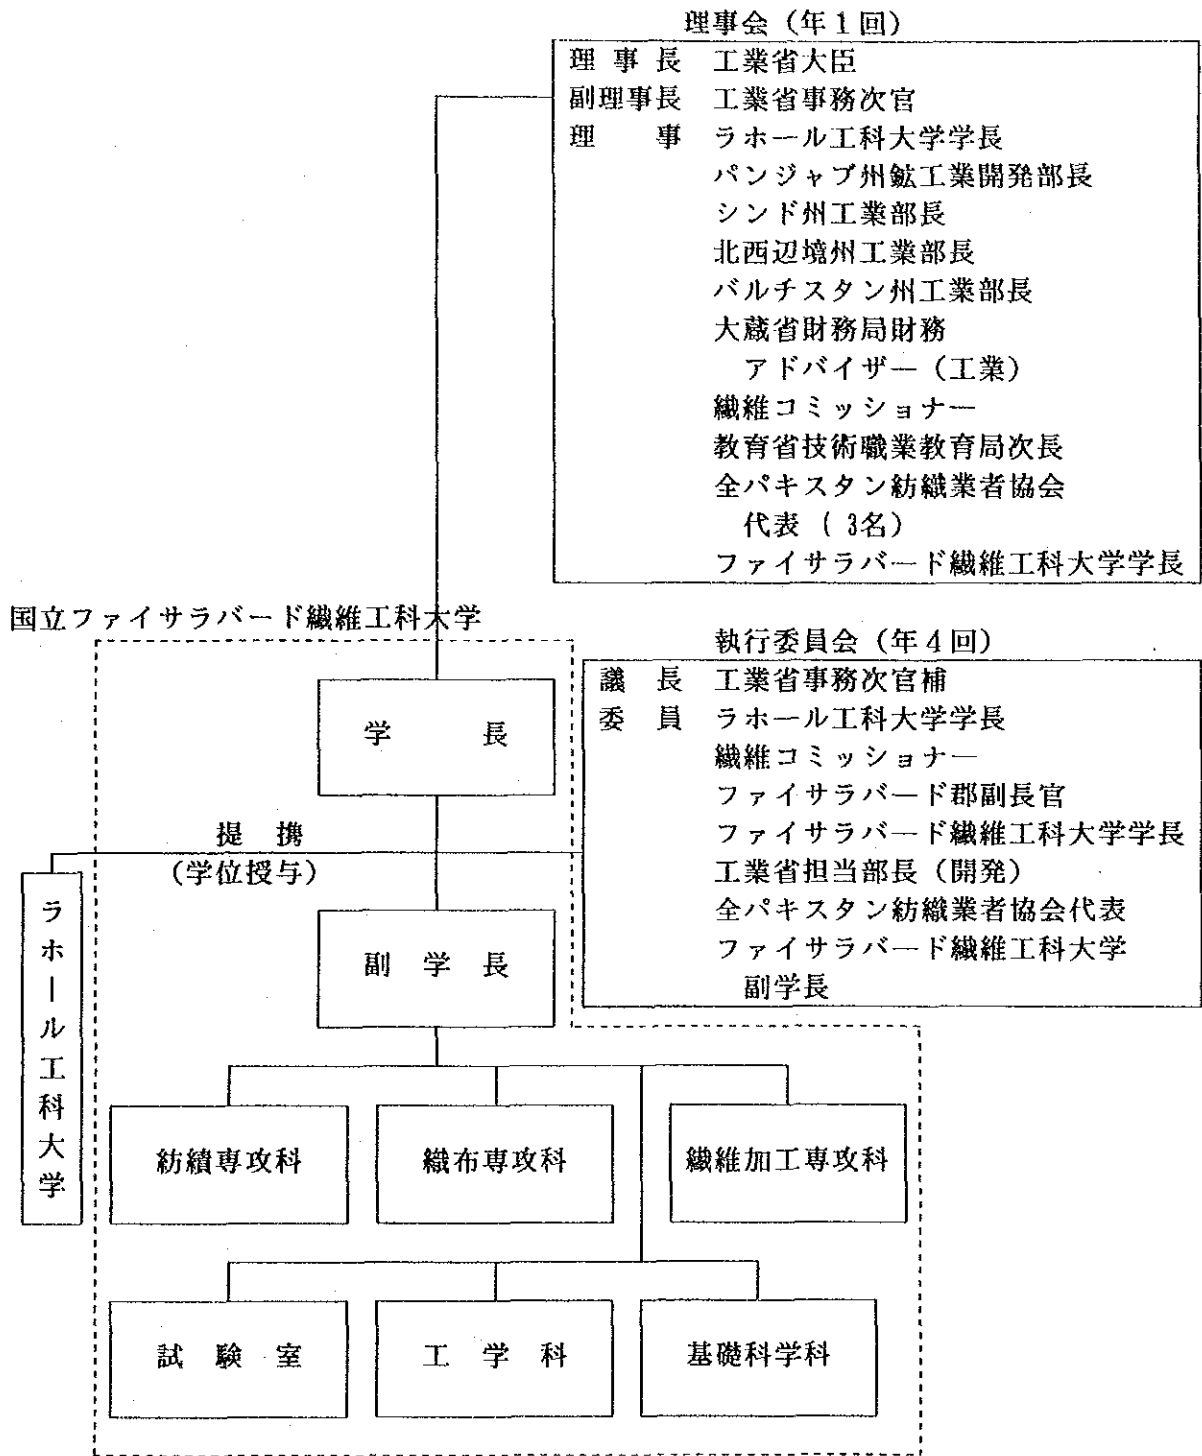 理事会（年１回）
理事長　工業省大臣
副理事長　工業省事務次官
理　事　ラホール工科大学学長
パンジャブ州鉱工業開発部長
シンド州工業部長
北西辺境州工業部長
バルチスタン州工業部長
大蔵省財務局財務
アドバイザー（工業）
繊維コミッショナー
教育省技術職業教育局次長
全パキスタン紡織業者協会
代表（3名）
ファイサラバード繊維工科大学学長
国立ファイサラバード繊維工科大学
執行委員会（年４回）
議　長　工業省事務次官補
委　員　ラホール工科大学学長
繊維コミッショナー
ファイサラバード郡副長官
ファイサラバード繊維工科大学学長
工業省担当部長（開発）
全パキスタン紡織業者協会代表
ファイサラバード繊維工科大学
副学長
学　長
提　携
（学位授与）
ラホール工科大学
副　学　長
紡績専攻科　織布専攻科　繊維加工専攻科
試　験　室　工　学　科　基礎科学科